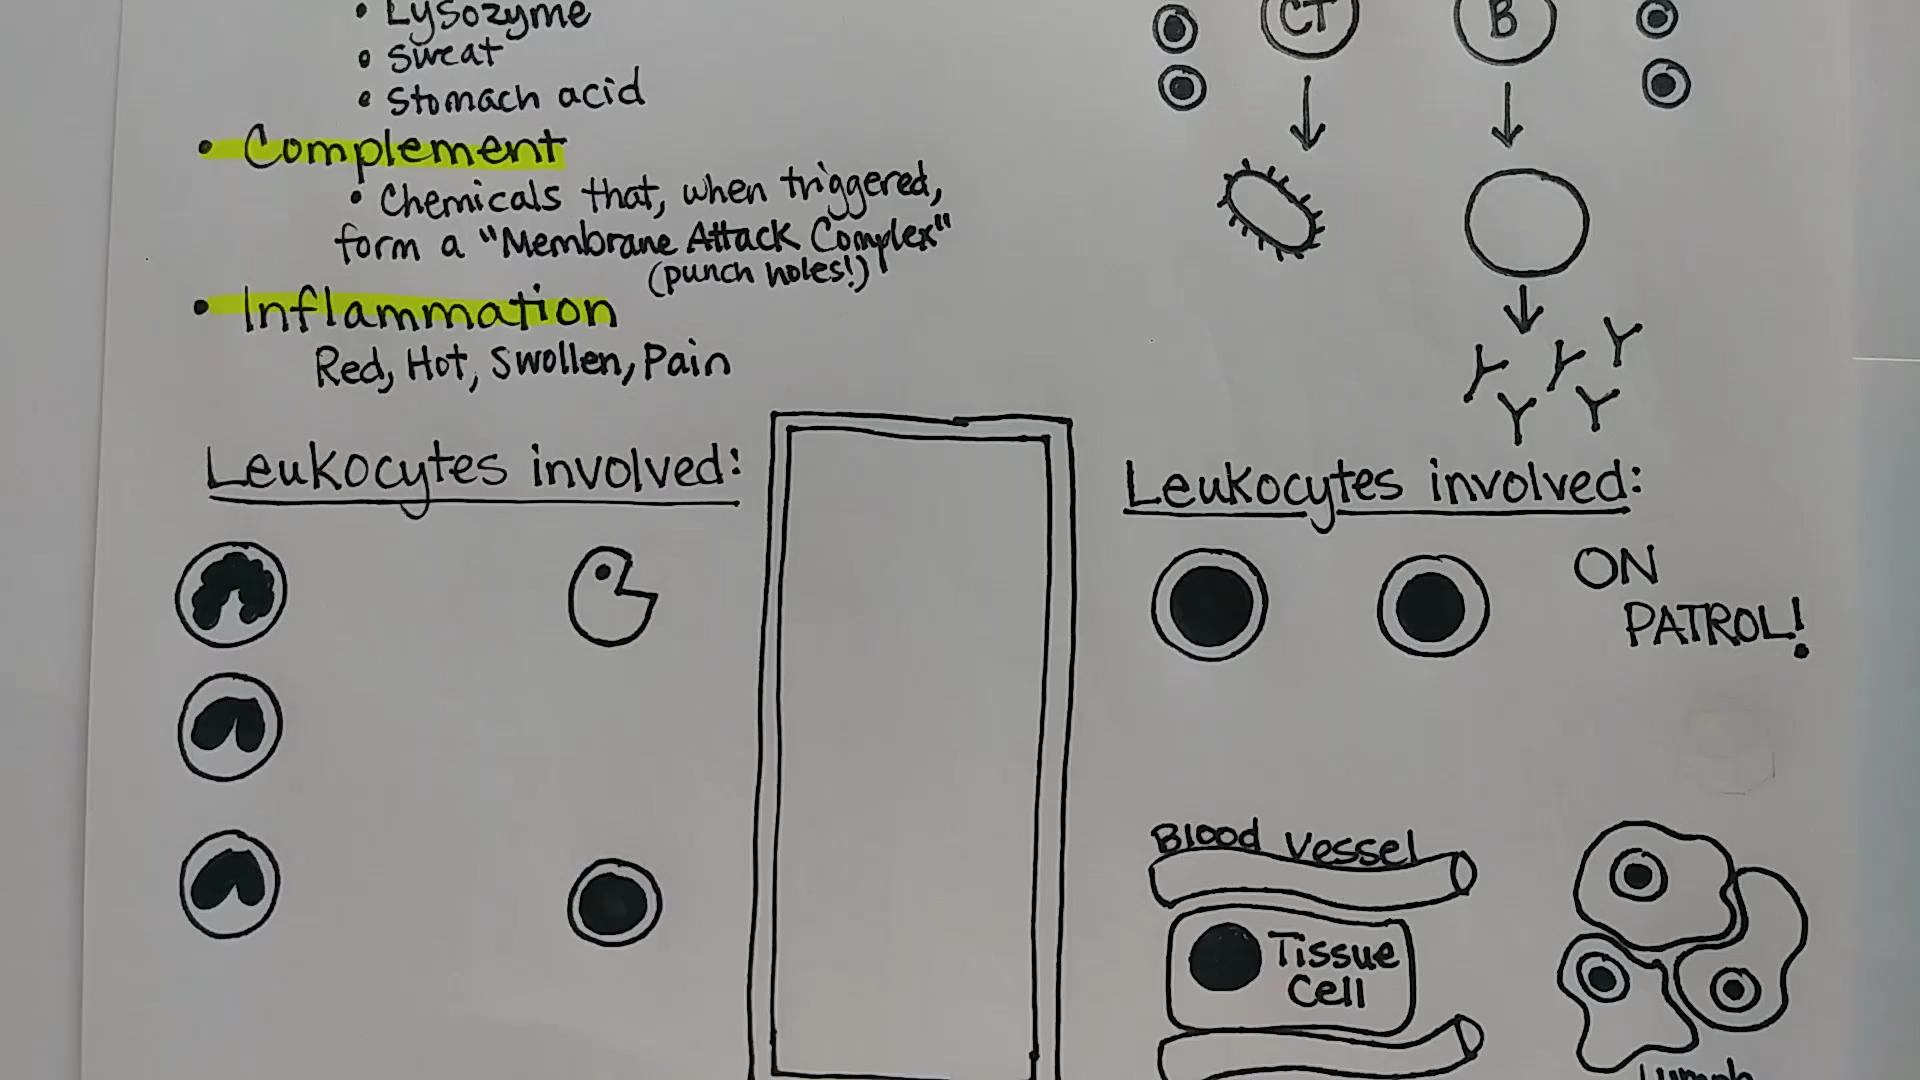 • Lysozyme
• Sweat
• Stomach acid
• Complement
• Chemicals that, when triggered,
form a "Membrane Attack Complex"
(punch holes!)
• Inflammation
Red, Hot, Swollen, Pain
Leukocytes involved:
CT
B
Leukocytes involved:
ON
PATROL!
Blood Vessel
Tissue
Cell